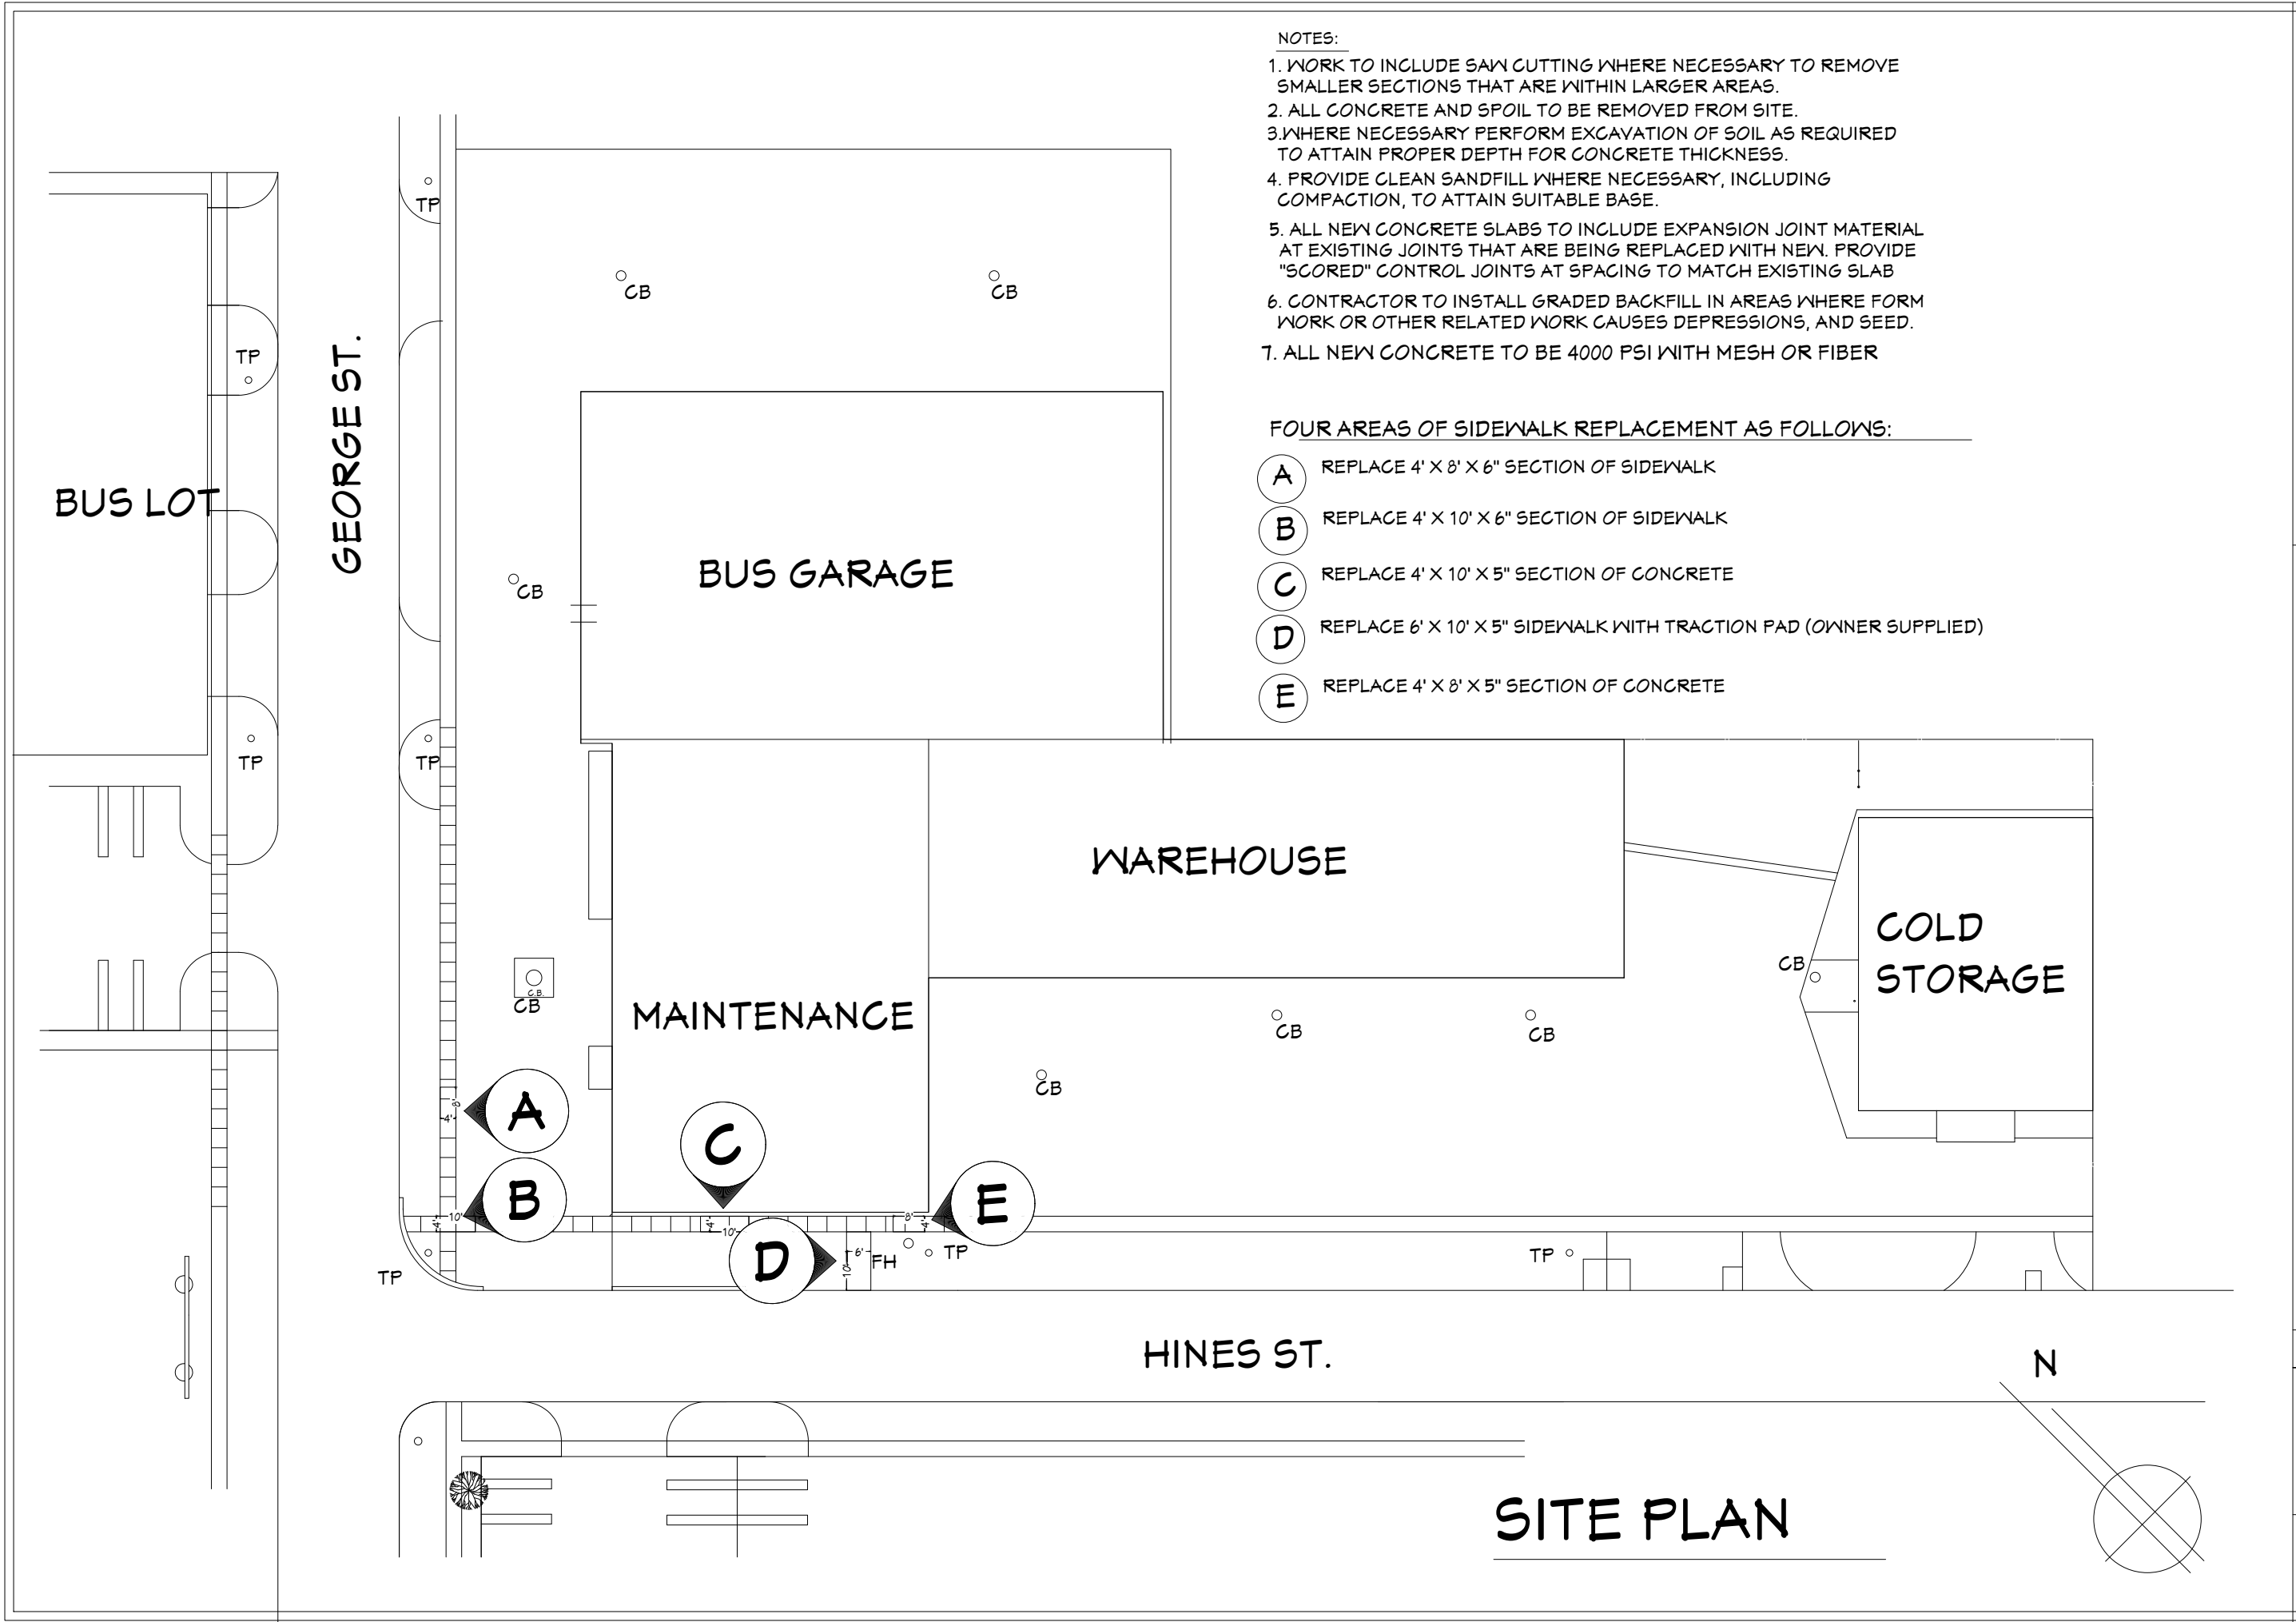 NOTES:
1. WORK TO INCLUDE SAW CUTTING WHERE NECESSARY TO REMOVE
SMALLER SECTIONS THAT ARE WITHIN LARGER AREAS.
2. ALL CONCRETE AND SPOIL TO BE REMOVED FROM SITE.
3.WHERE NECESSARY PERFORM EXCAVATION OF SOIL AS REQUIRED
TO ATTAIN PROPER DEPTH FOR CONCRETE THICKNESS.
4. PROVIDE CLEAN SANDFILL WHERE NECESSARY, INCLUDING
COMPACTION, TO ATTAIN SUITABLE BASE.
5. ALL NEW CONCRETE SLABS TO INCLUDE EXPANSION JOINT MATERIAL
AT EXISTING JOINTS THAT ARE BEING REPLACED WITH NEW. PROVIDE
"SCORED" CONTROL JOINTS AT SPACING TO MATCH EXISTING SLAB
6. CONTRACTOR TO INSTALL GRADED BACKFILL IN AREAS WHERE FORM
WORK OR OTHER RELATED WORK CAUSES DEPRESSIONS, AND SEED.
7. ALL NEW CONCRETE TO BE 4000 PSI WITH MESH OR FIBER
FOUR AREAS OF SIDEWALK REPLACEMENT AS FOLLOWS:
A REPLACE 4' X 8' X 6" SECTION OF SIDEWALK
B REPLACE 4' X 10' X 6" SECTION OF SIDEWALK
C REPLACE 4' X 10' X 5" SECTION OF CONCRETE
D REPLACE 6' X 10' X 5" SIDEWALK WITH TRACTION PAD (OWNER SUPPLIED)
E REPLACE 4' X 8' X 5" SECTION OF CONCRETE
TP
CB
CB
TP
GEORGE ST.
BUS LOT
BUS GARAGE
CB
TP
TP
WAREHOUSE
COLD
STORAGE
CB
C.B.
CB
MAINTENANCE
CB
CB
CB
A
8'
4'
C
B
E
10'
4'
4'
10'
8'
4'
D
6'
10'
FH
TP
TP
TP
HINES ST.
N
SITE PLAN